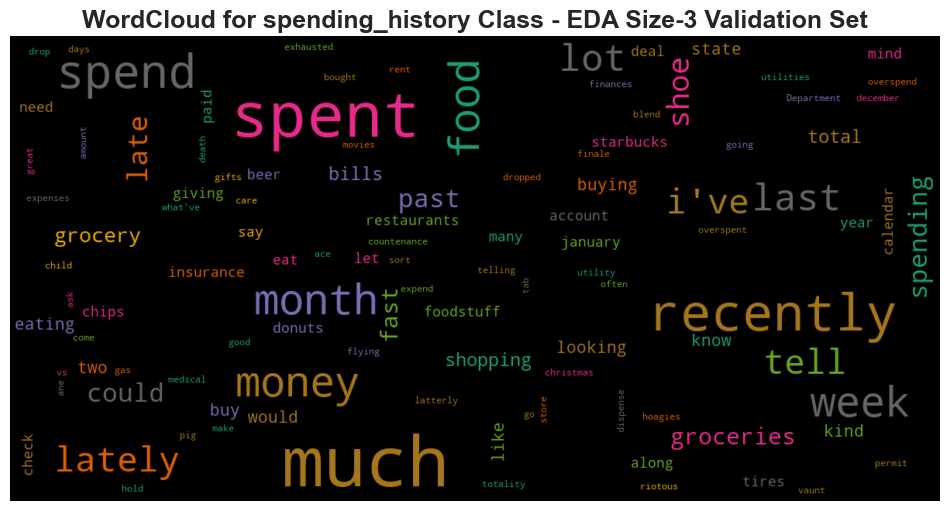 WordCloud for spending_history Class - EDA Size-3 Validation Set
drop days exhausted lot deal state mind
spend bought rent food finances shoe utilities overspend
need amount late paid spent movies blend Department december
great death starbucks going total
finale
expenses giving gifts beer bills dropped buying
what've care past i've last calendar spending
grocery say restaurants account overspent year
child countenance many january
insurance eat ace let sort telling utility often
ask chips month expend tab
eating donuts fast foodstuff recently
come good know
vs two gas medical flying shopping looking tell
ane could money christmas
buy latterly week
make would go store dispense hoagies kind
check pig much like groceries
lately along permit
hold totality riotous tires vaunt